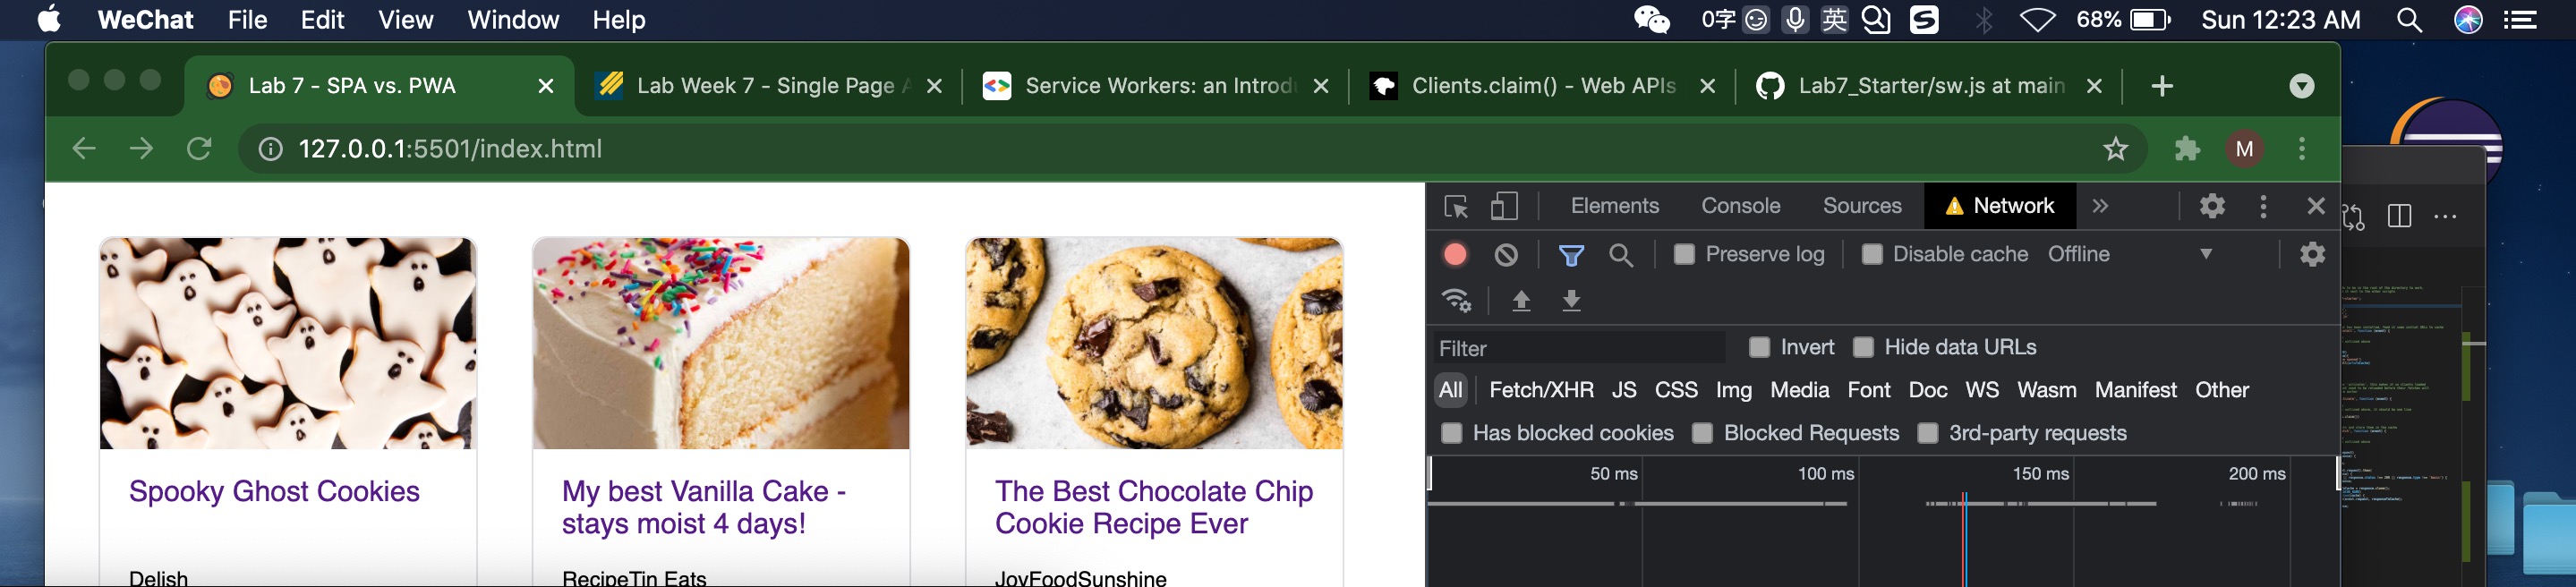 WeChat File Edit View Window Help 0字 英 68% Sun 12:23 AM
Lab 7 - SPA vs. PWA Lab Week 7 - Single Page A Service Workers: an Introdu Clients.claim() - Web APIs Lab7_Starter/sw.js at main
127.0.0.1:5501/index.html M
Elements Console Sources Network
Preserve log Disable cache Offline
Filter Invert Hide data URLs
All Fetch/XHR JS CSS Img Media Font Doc WS Wasm Manifest Other
Has blocked cookies Blocked Requests 3rd-party requests
50 ms 100 ms 150 ms 200 ms
Spooky Ghost Cookies
Delish
My best Vanilla Cake -
stays moist 4 days!
RecipeTin Eats
The Best Chocolate Chip
Cookie Recipe Ever
JoyFoodSunshine